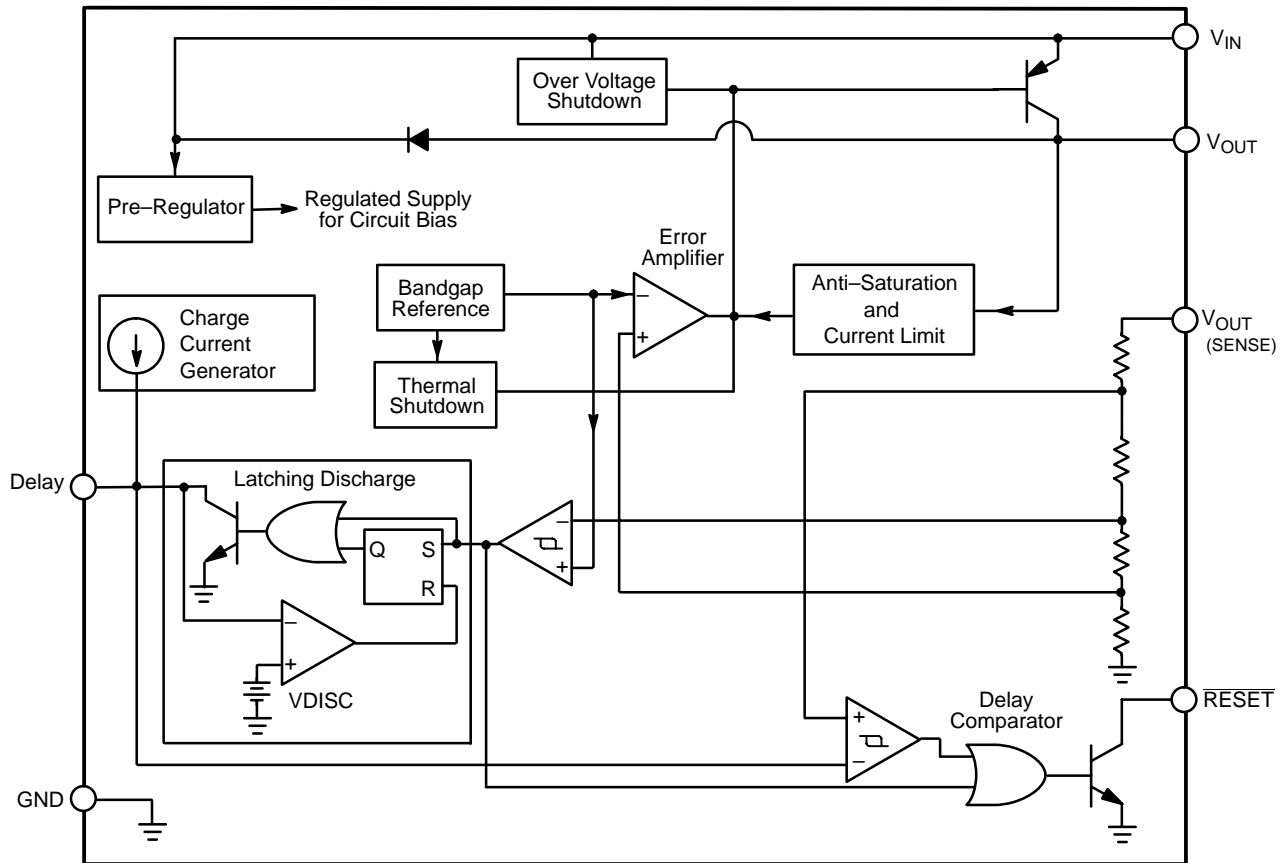 V_IN
Over Voltage
Shutdown
V_OUT
Pre–Regulator
Regulated Supply
for Circuit Bias
Error
Amplifier
Bandgap
Reference
–
+
Anti–Saturation
and
Current Limit
Charge
Current
Generator
V_OUT
(SENSE)
Thermal
Shutdown
Delay
Latching Discharge
Q
S
R
–
+
–
+
VDISC
RESET
Delay
Comparator
+
–
GND